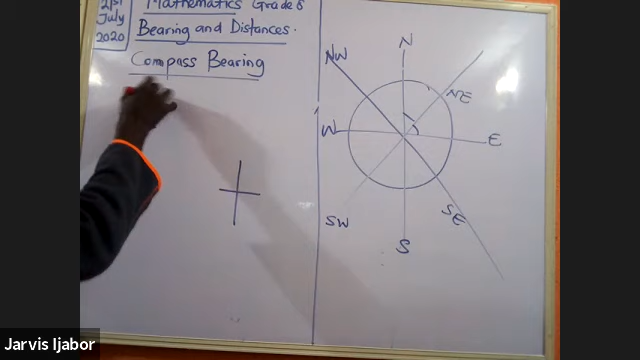 21st
July
2020
Mathematics Grade 8
Bearing and Distances.
Compass Bearing
N
NW
NE
W
E
SW
SE
S
Jarvis Ijabor